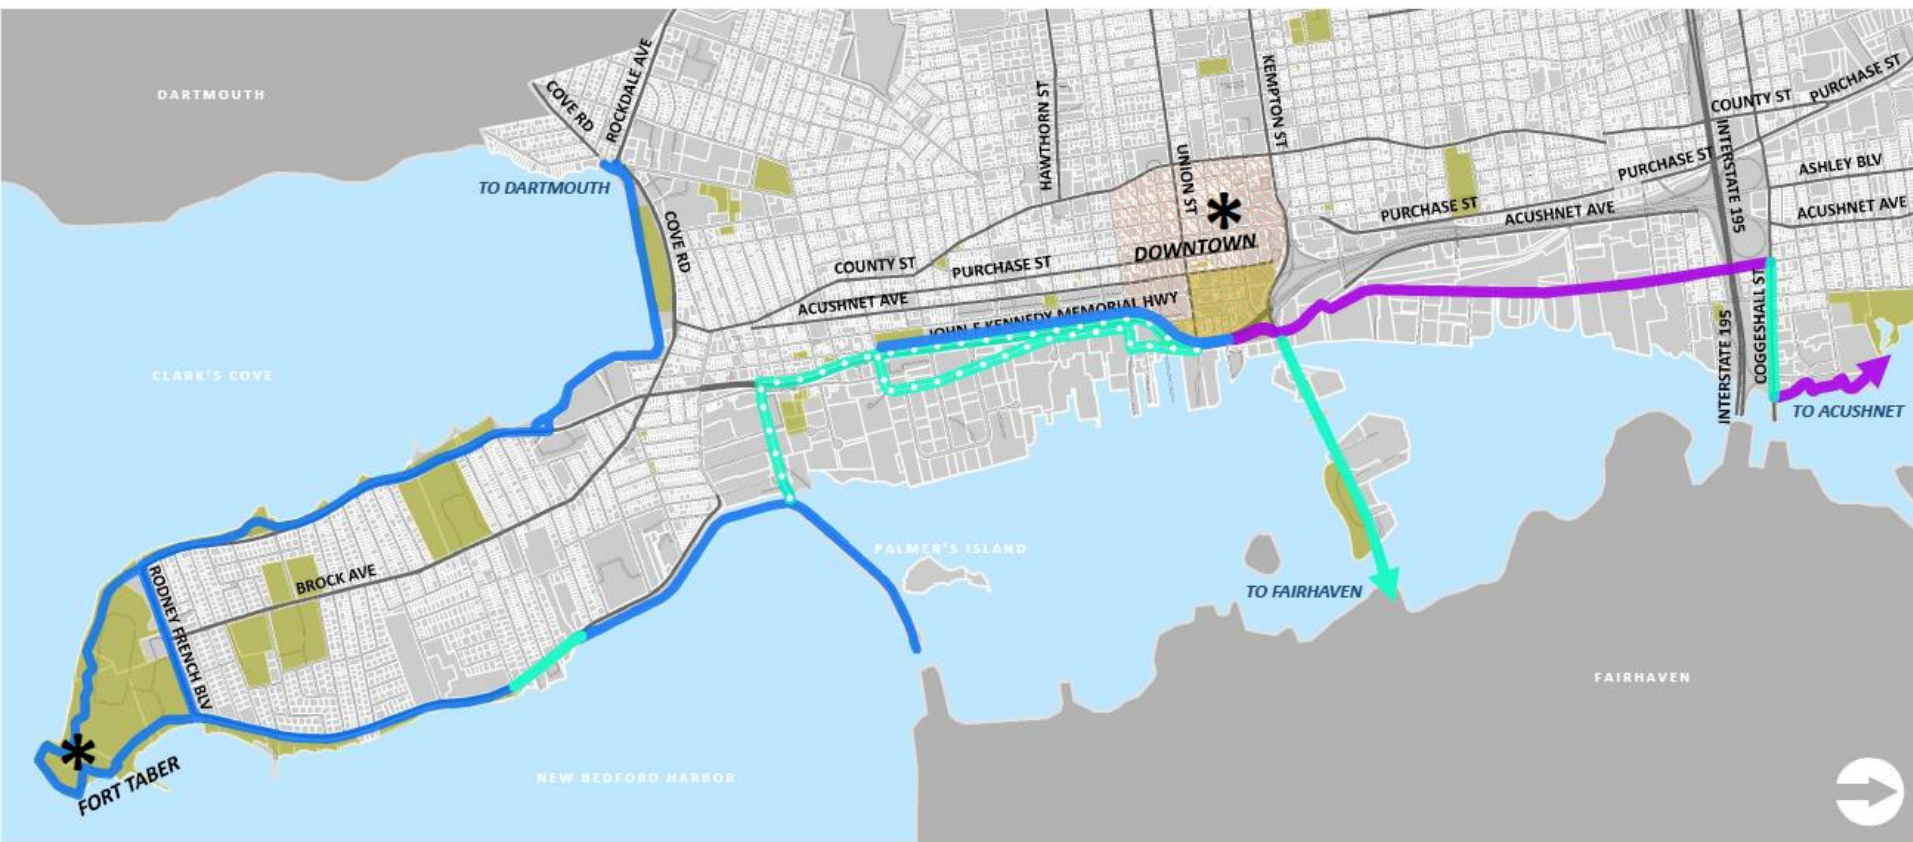 DARTMOUTH
COVE RD
ROCKDALE AVE
HAWTHORN ST
KEMPTON ST
COUNTY ST
PURCHASE ST
INTERSTATE 195
PURCHASE ST
ASHLEY BLV
UNION ST
TO DARTMOUTH
PURCHASE ST
ACUSHNET AVE
ACUSHNET AVE
COVE RD
DOWNTOWN
COUNTY ST
PURCHASE ST
ACUSHNET AVE
JOHN F KENNEDY MEMORIAL HWY
COGGESHALL ST
INTERSTATE 195
CLARK'S COVE
TO ACUSHNET
PALMER'S ISLAND
BROCK AVE
TO FAIRHAVEN
RODNEY FRENCH BLV
FAIRHAVEN
FORT TABER
NEW BEDFORD HARBOR